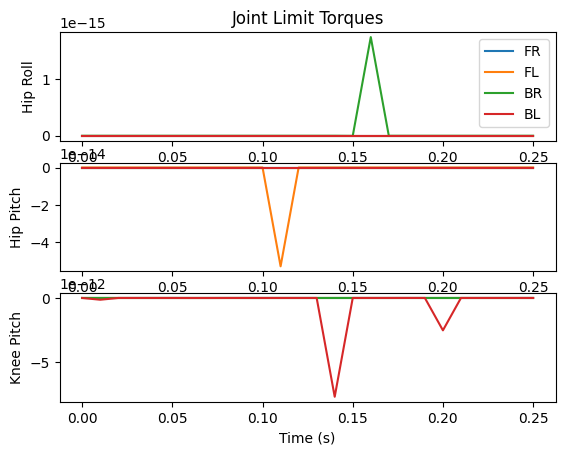 Joint Limit Torques
1e−15
Hip Roll
1
0
FR
FL
BR
BL
0.00 0.05 0.10 0.15 0.20 0.25
1e−14
Hip Pitch
0
−2
−4
0.00 0.05 0.10 0.15 0.20 0.25
1e−12
Knee Pitch
0
−5
0.00 0.05 0.10 0.15 0.20 0.25
Time (s)